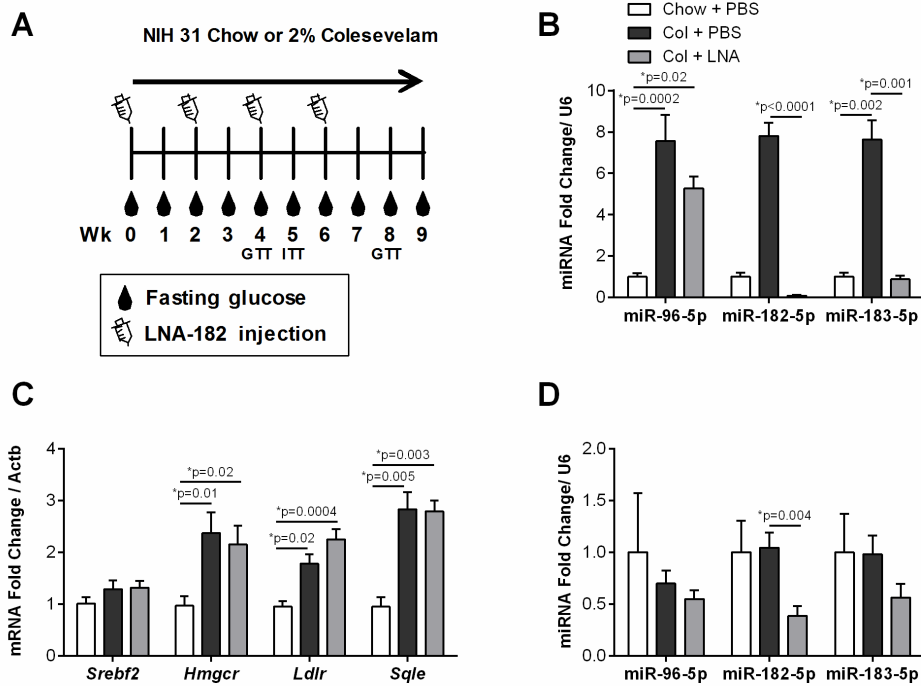 A
NIH 31 Chow or 2% Colesevelam
Wk 0 1 2 3 4 5 6 7 8 9
GTT ITT GTT
Fasting glucose
LNA-182 injection
B
Chow + PBS
Col + PBS
Col + LNA
miRNA Fold Change/ U6
10
8
6
4
2
0
*p=0.02
*p=0.0002
*p<0.0001
*p=0.001
*p=0.002
miR-96-5p miR-182-5p miR-183-5p
C
mRNA Fold Change / Actb
4
3
2
1
0
*p=0.02
*p=0.01
*p=0.0004
*p=0.02
*p=0.003
*p=0.005
Srebf2 Hmgcr Ldlr Sqle
D
miRNA Fold Change/ U6
2.0
1.5
1.0
0.5
0.0
*p=0.004
miR-96-5p miR-182-5p miR-183-5p